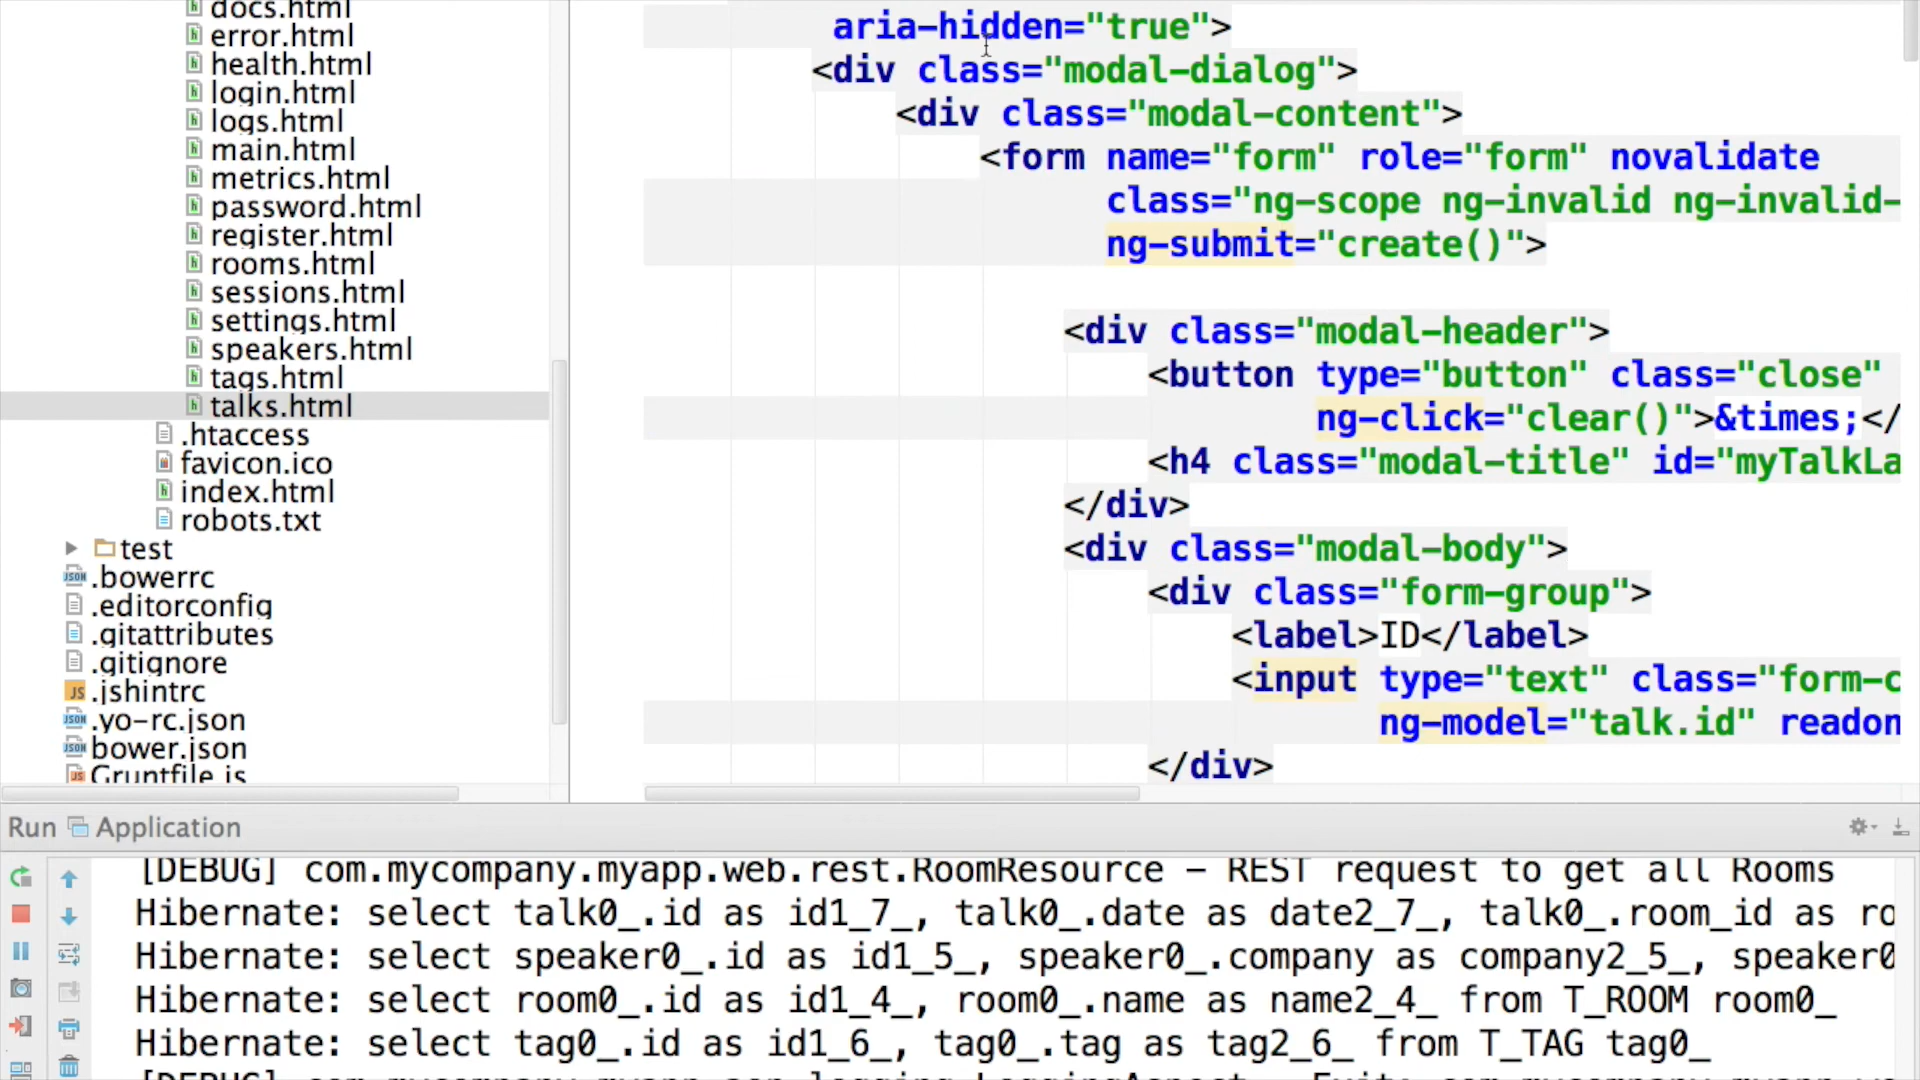 docs.html
error.html
health.html
login.html
logs.html
main.html
metrics.html
password.html
register.html
rooms.html
sessions.html
settings.html
speakers.html
tags.html
talks.html
.htaccess
favicon.ico
index.html
robots.txt
test
.bowerrc
.editorconfig
.gitattributes
.gitignore
.jshintrc
.yo-rc.json
bower.json
Gruntfile.js
aria-hidden="true">
<div class="modal-dialog">
<div class="modal-content">
<form name="form" role="form" novalidate
class="ng-scope ng-invalid ng-invalid-
ng-submit="create()">
<div class="modal-header">
<button type="button" class="close"
ng-click="clear()">&times;</
<h4 class="modal-title" id="myTalkLa
</div>
<div class="modal-body">
<div class="form-group">
<label>ID</label>
<input type="text" class="form-c
ng-model="talk.id" readon
</div>
Run Application
[DEBUG] com.mycompany.myapp.web.rest.RoomResource - REST request to get all Rooms
Hibernate: select talk0_.id as id1_7_, talk0_.date as date2_7_, talk0_.room_id as ro
Hibernate: select speaker0_.id as id1_5_, speaker0_.company as company2_5_, speaker0
Hibernate: select room0_.id as id1_4_, room0_.name as name2_4_ from T_ROOM room0_
Hibernate: select tag0_.id as id1_6_, tag0_.tag as tag2_6_ from T_TAG tag0_